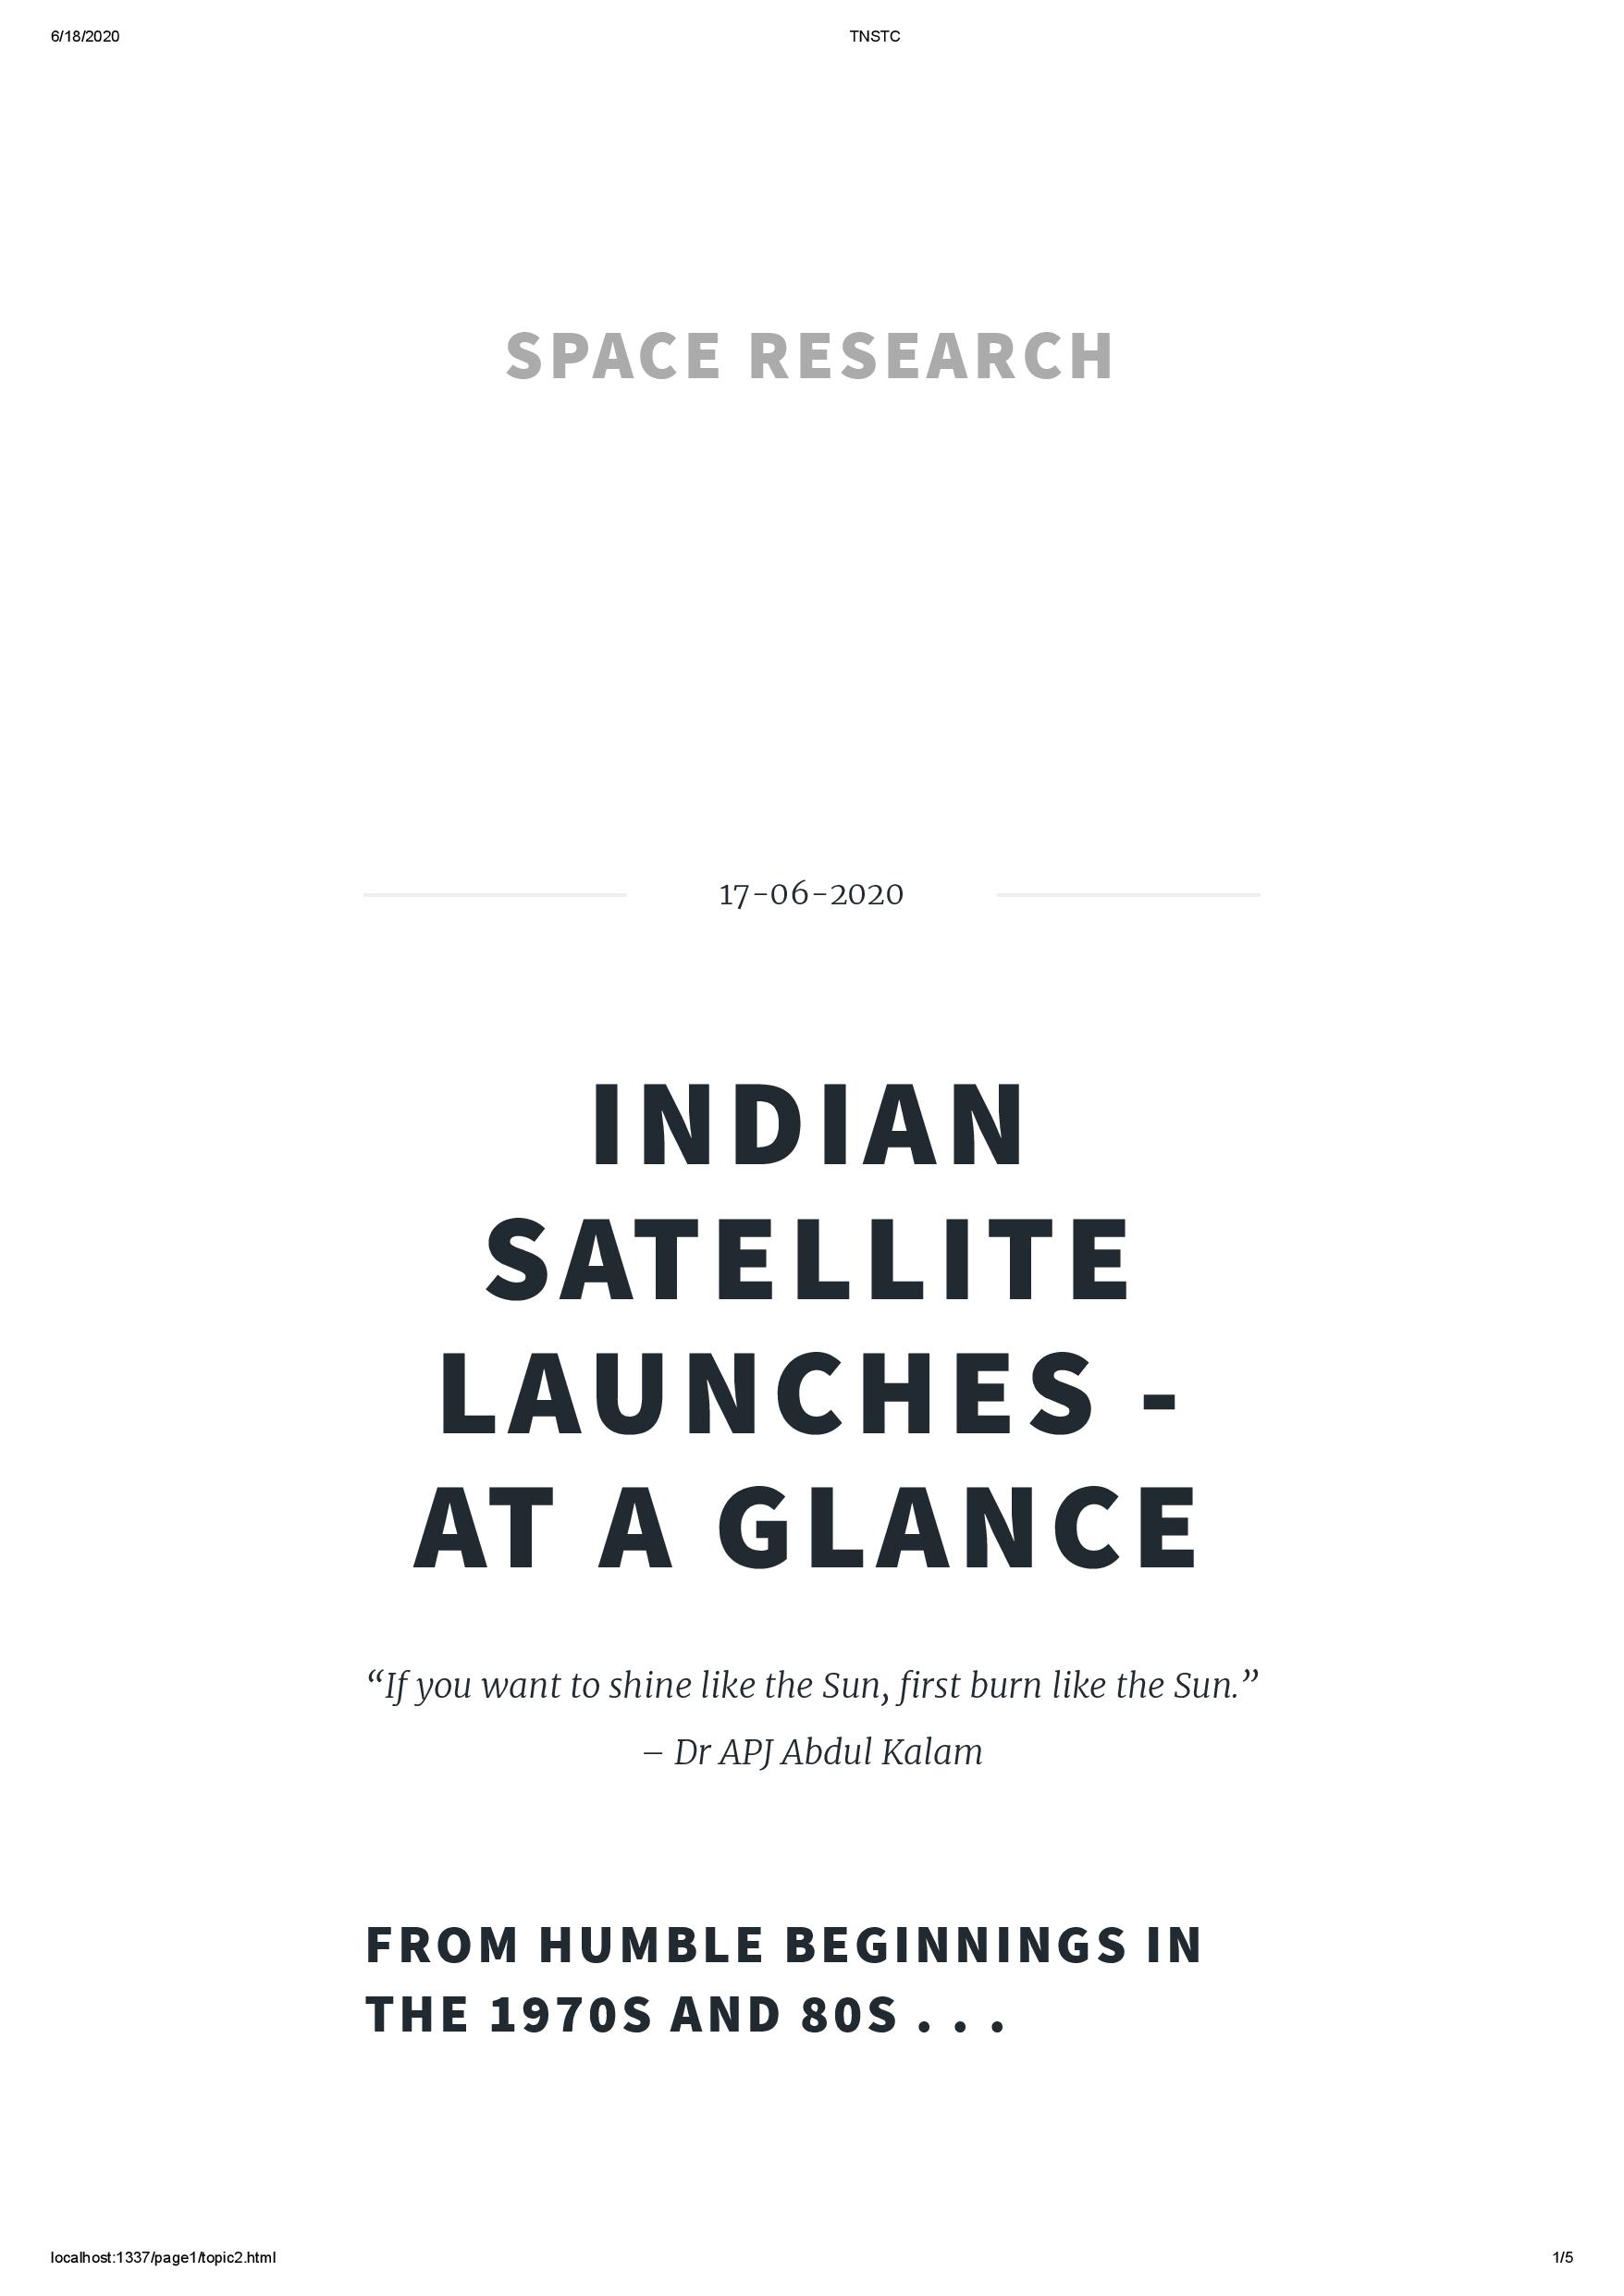 6/18/2020 TNSTC
SPACE RESEARCH
17-06-2020
INDIAN
SATELLITE
LAUNCHES -
AT A GLANCE
“If you want to shine like the Sun, first burn like the Sun.”
– Dr APJ Abdul Kalam
FROM HUMBLE BEGINNINGS IN
THE 1970S AND 80S . . .
localhost:1337/page1/topic2.html 1/5